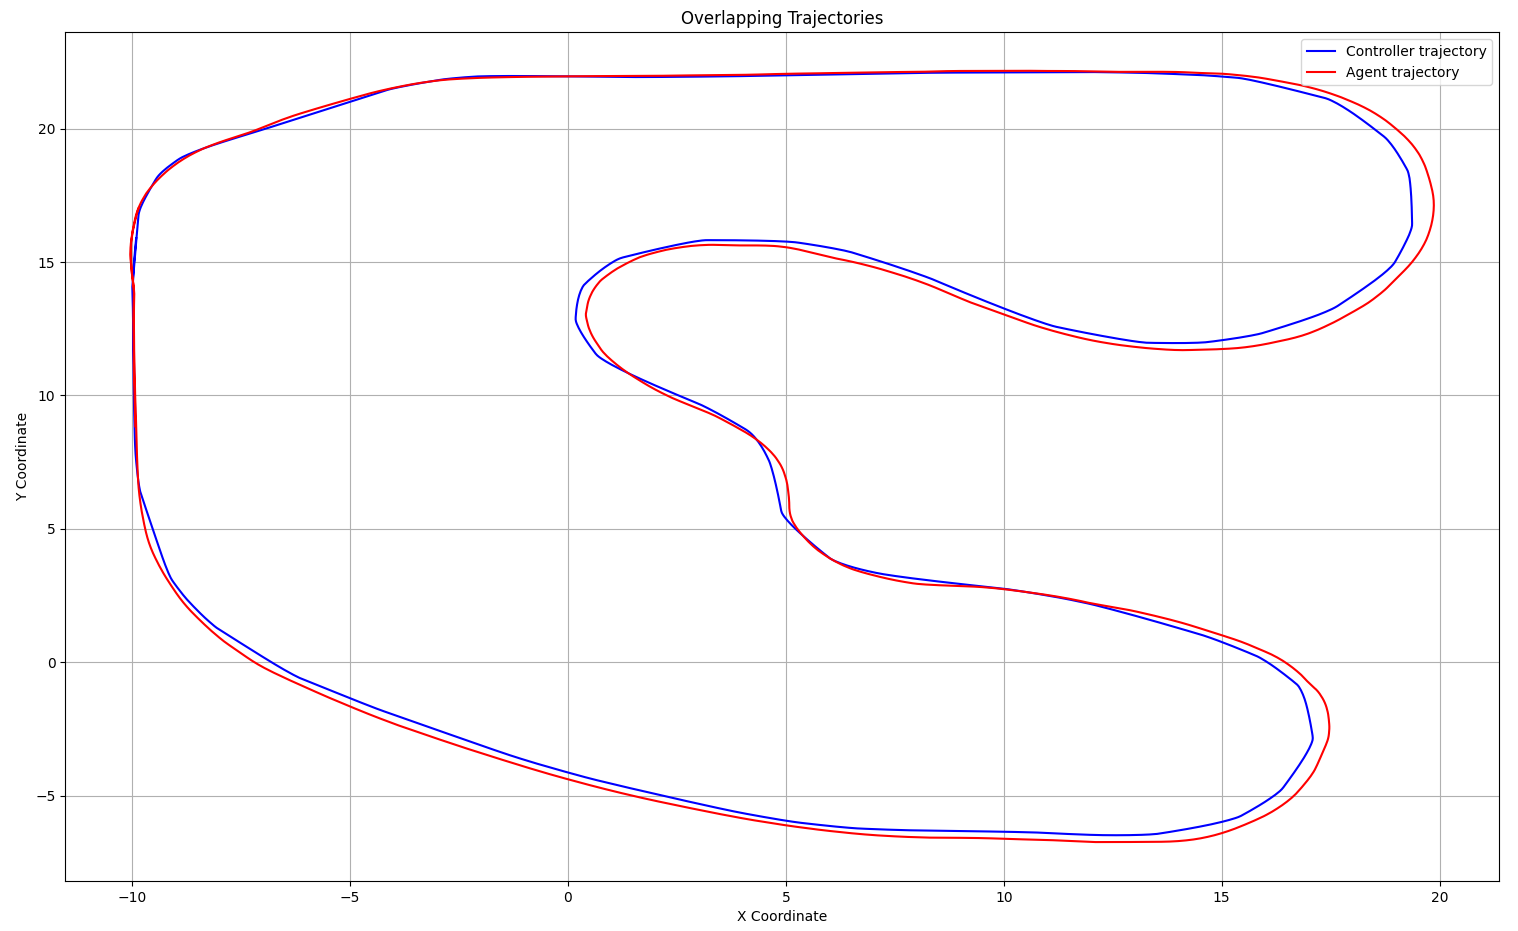 Overlapping Trajectories
Controller trajectory
Agent trajectory
Y Coordinate
20
15
10
5
0
−5
−10
−5
0
5
10
15
20
X Coordinate